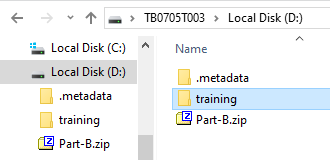 TB0705T003 > Local Disk (D:) >
Local Disk (C:)
Local Disk (D:)
.metadata
training
Part-B.zip
Name
.metadata
training
Part-B.zip